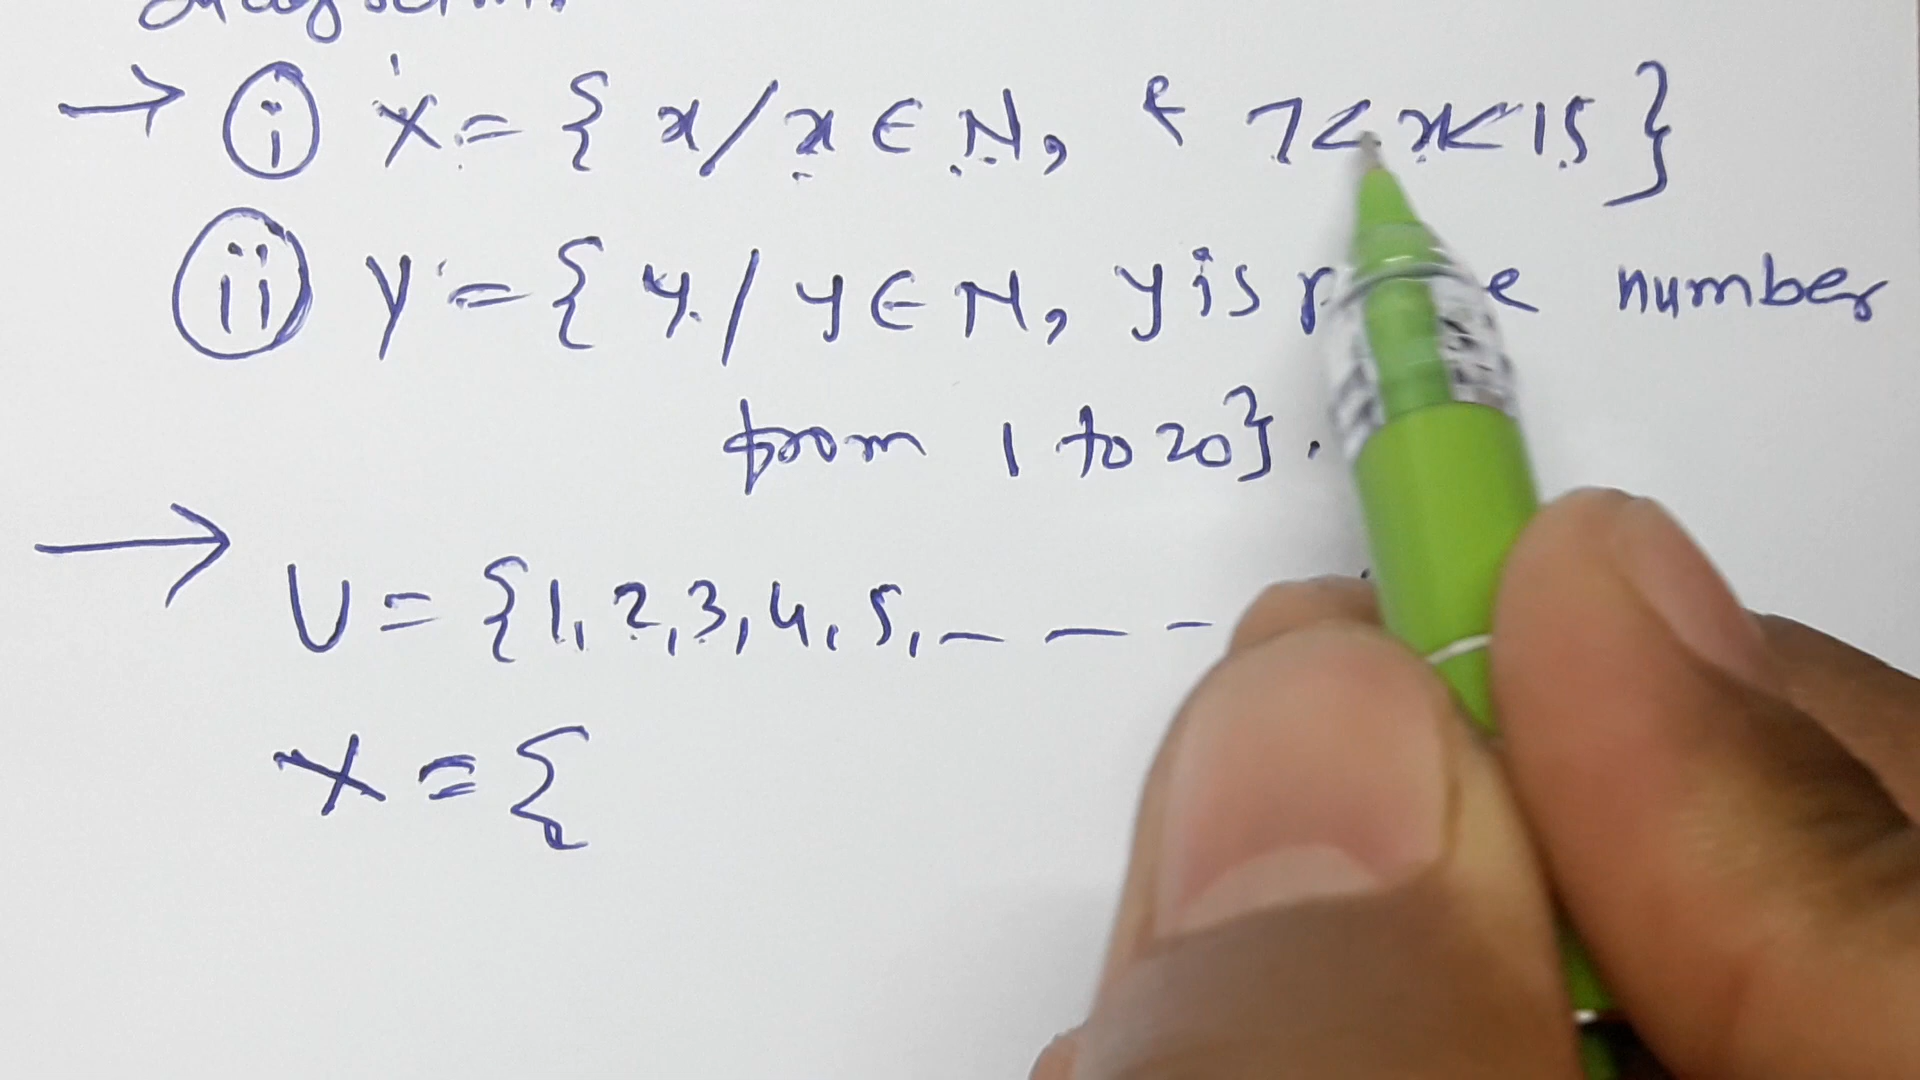 → (i) X = { x/x ∈ N, & 7<x<15}
(ii) Y = { y/y ∈ N, y is number
from 1 to 20}.
→ U = {1, 2, 3, 4, 5, – – –
X = {